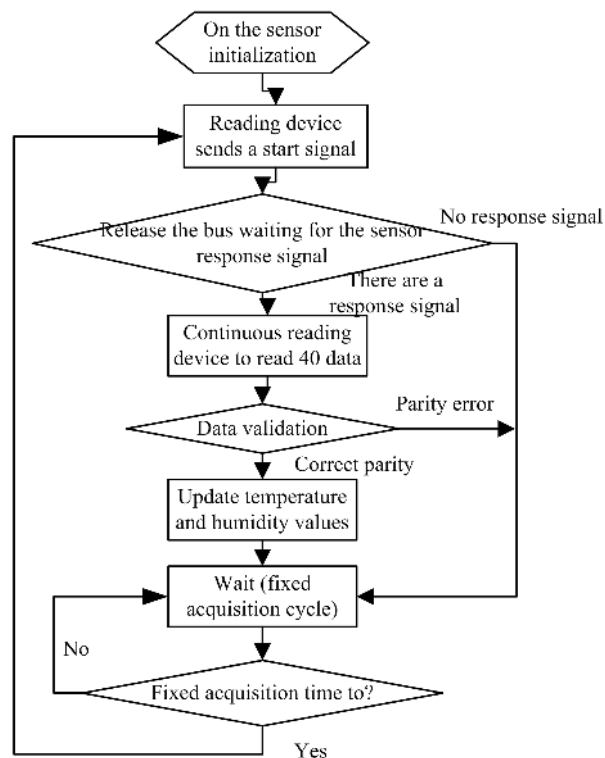 On the sensor
initialization
Reading device
sends a start signal
No response signal
Release the bus waiting for the sensor
response signal
There are a
response signal
Continuous reading
device to read 40 data
Parity error
Data validation
Correct parity
Update temperature
and humidity values
Wait (fixed
acquisition cycle)
No
Fixed acquisition time to?
Yes